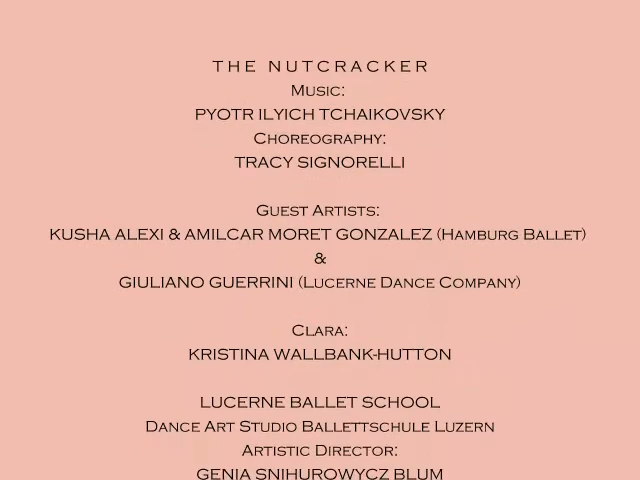 THE NUTCRACKER
Music:
PYOTR ILYICH TCHAIKOVSKY
Choreography:
TRACY SIGNORELLI
Guest Artists:
KUSHA ALEXI & AMILCAR MORET GONZALEZ (Hamburg Ballet)
&
GIULIANO GUERRINI (Lucerne Dance Company)
Clara:
KRISTINA WALLBANK-HUTTON
LUCERNE BALLET SCHOOL
Dance Art Studio Ballettschule Luzern
Artistic Director:
GENIA SNIHUROWYCZ BLUM